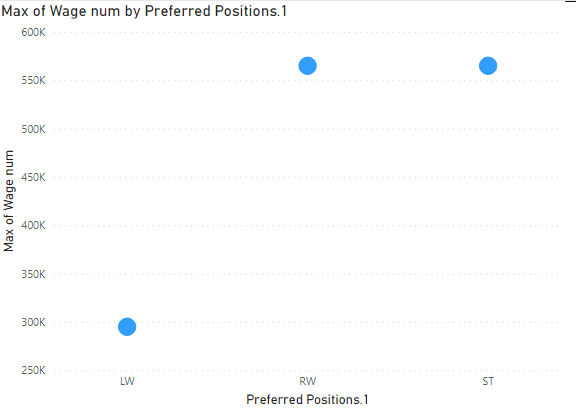 Max of Wage num by Preferred Positions.1
600K
550K
500K
450K
400K
350K
300K
250K
Max of Wage num
LW RW ST
Preferred Positions.1